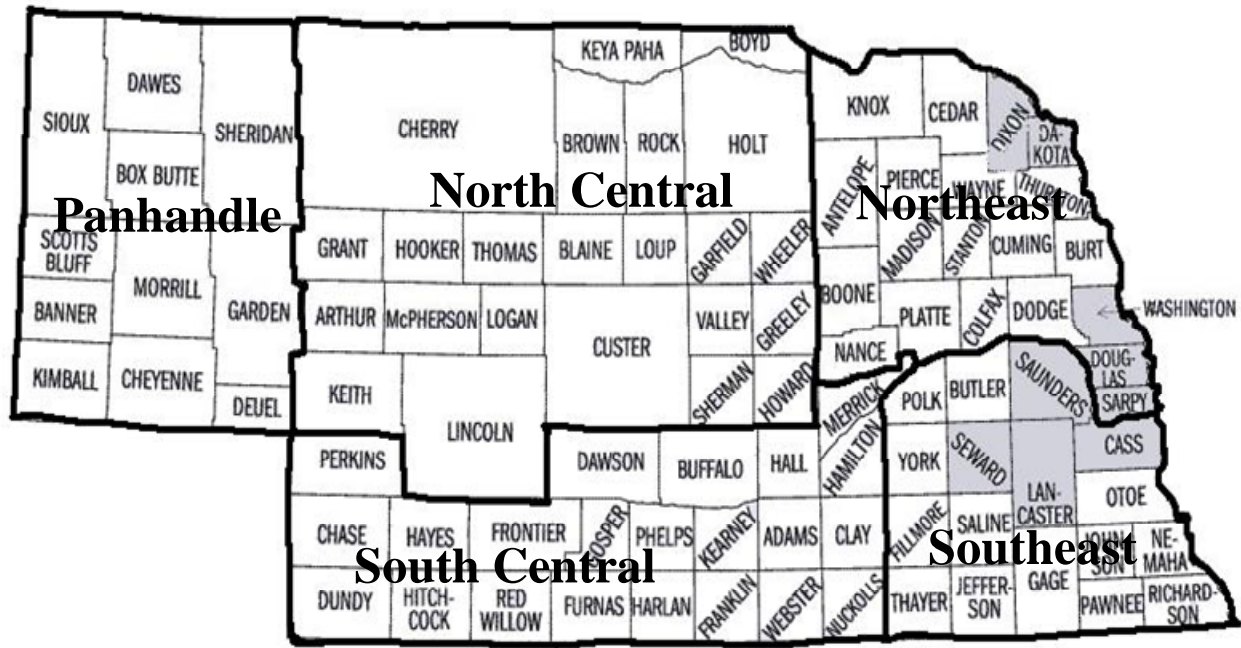 KEYA PAHA
BOYD
DAWES
KNOX
CEDAR
DIXON
SIOUX
SHERIDAN
CHERRY
BROWN
ROCK
HOLT
DA-
KOTA
BOX BUTTE
ANTELOPE
PIERCE
WAYNE
THURSTON
Panhandle
North Central
Northeast
SCOTTS
BLUFF
GRANT
HOOKER
THOMAS
BLAINE
LOUP
GARFIELD
WHEELER
MADISON
STANTON
CUMING
BURT
MORRILL
BANNER
GARDEN
ARTHUR
McPHERSON
LOGAN
CUSTER
VALLEY
GREELEY
BOONE
PLATTE
COLFAX
DODGE
WASHINGTON
KIMBALL
CHEYENNE
DEUEL
KEITH
LINCOLN
SHERMAN
HOWARD
NANCE
MERRICK
POLK
BUTLER
SAUNDERS
DOUG-
LAS
SARPY
PERKINS
DAWSON
BUFFALO
HALL
HAMILTON
YORK
SEWARD
LAN-
CASTER
CASS
OTOE
CHASE
HAYES
FRONTIER
GOSPER
PHELPS
KEARNEY
ADAMS
CLAY
FILLMORE
SALINE
JOHN-
SON
NE-
MAHA
South Central
Southeast
DUNDY
HITCH-
COCK
RED
WILLOW
FURNAS
HARLAN
FRANKLIN
WEBSTER
NUCKOLLS
THAYER
JEFFER-
SON
GAGE
PAWNEE
RICHARD-
SON